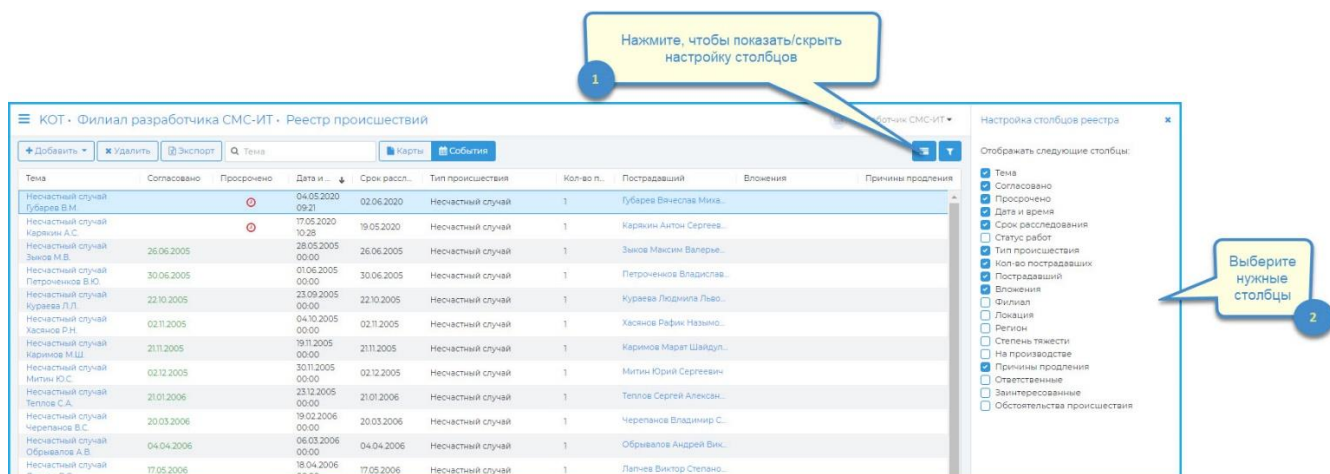 Нажмите, чтобы показать/скрыть
настройку столбцов
1
КОТ • Филиал разработчика СМС-ИТ • Реестр происшествий
СМС-ИТ
Настройка столбцов реестра
Добавить
Удалить
Экспорт
Тема
Карты
События
Отображать следующие столбцы:
Тема
Согласовано
Просрочено
Дата и ...
Срок рассл...
Тип происшествия
Кол-во п...
Пострадавший
Вложения
Причины продления
Несчастный случай
Губарев В.М.
04.05.2020
09:21
02.06.2020
Несчастный случай
1
Губарев Вячеслав Миха...
Несчастный случай
Карякин А.С.
17.05.2020
10:28
19.05.2020
Несчастный случай
1
Карякин Антон Сергеев...
Несчастный случай
Зыков М.В.
26.06.2005
28.05.2005
00:00
26.06.2005
Несчастный случай
1
Зыков Максим Валерье...
Несчастный случай
Петроченков В.Ю.
30.06.2005
01.06.2005
00:00
30.06.2005
Несчастный случай
1
Петроченков Владислав...
Несчастный случай
Кураева Л.Л.
22.10.2005
23.09.2005
00:00
22.10.2005
Несчастный случай
1
Кураева Людмила Льво...
Несчастный случай
Хасянов Р.Н.
02.11.2005
04.10.2005
00:00
02.11.2005
Несчастный случай
1
Хасянов Рафик Назымо...
Несчастный случай
Каримов М.Ш.
21.11.2005
19.11.2005
00:00
21.11.2005
Несчастный случай
1
Каримов Марат Шайдул...
Несчастный случай
Митин Ю.С.
02.12.2005
30.11.2005
00:00
02.12.2005
Несчастный случай
1
Митин Юрий Сергеевич
Несчастный случай
Теплов С.А.
21.01.2006
23.12.2005
00:00
21.01.2006
Несчастный случай
1
Теплов Сергей Алексан...
Несчастный случай
Черепанов В.С.
20.03.2006
19.02.2006
00:00
20.03.2006
Несчастный случай
1
Черепанов Владимир С...
Несчастный случай
Обрывалов А.В.
04.04.2006
06.03.2006
00:00
04.04.2006
Несчастный случай
1
Обрывалов Андрей Вик...
Несчастный случай
17.05.2006
18.04.2006
17.05.2006
Несчастный случай
1
Лапчев Виктор Степано...
Тема
Согласовано
Просрочено
Дата и время
Срок расследования
Статус работ
Тип происшествия
Кол-во пострадавших
Пострадавший
Вложения
Филиал
Локация
Регион
Степень тяжести
На производстве
Причины продления
Ответственные
Заинтересованные
Обстоятельства происшествия
Выберите
нужные
столбцы
2